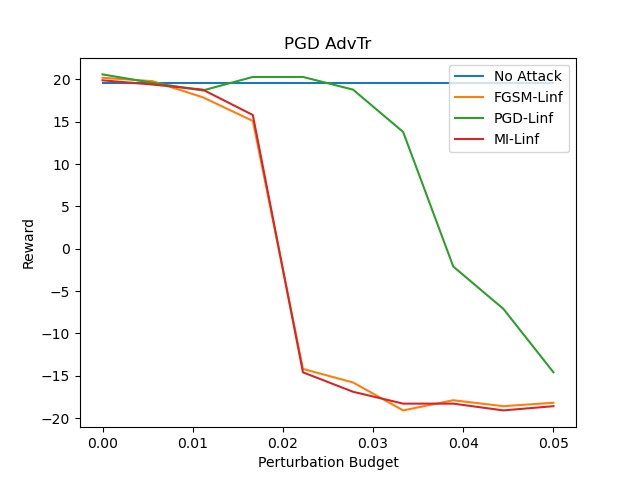 PGD AdvTr
No Attack
FGSM-Linf
PGD-Linf
MI-Linf
Reward
20
15
10
5
0
−5
−10
−15
−20
0.00 0.01 0.02 0.03 0.04 0.05
Perturbation Budget